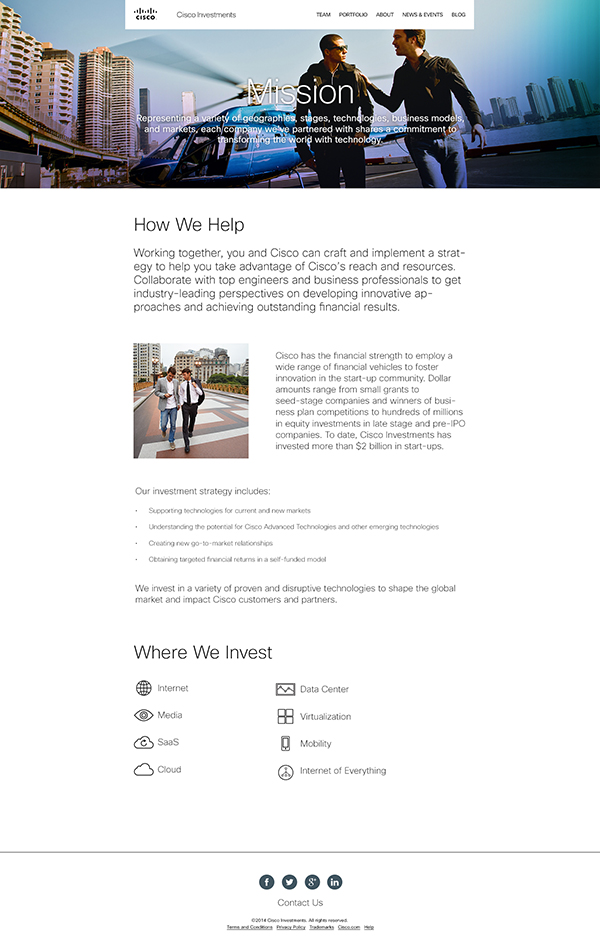 CISCO
Cisco Investments
TEAM PORTFOLIO ABOUT NEWS & EVENTS BLOG
Mission
Representing a variety of geographies, stages, technologies, business models,
and markets, each company we've partnered with shares a commitment to
transforming the world with technology.
How We Help
Working together, you and Cisco can craft and implement a strat-
egy to help you take advantage of Cisco's reach and resources.
Collaborate with top engineers and business professionals to get
industry-leading perspectives on developing innovative ap-
proaches and achieving outstanding financial results.
Cisco has the financial strength to employ a
wide range of financial vehicles to foster
innovation in the start-up community. Dollar
amounts range from small grants to
seed-stage companies and winners of busi-
ness plan competitions to hundreds of millions
in equity investments in late stage and pre-IPO
companies. To date, Cisco Investments has
invested more than $2 billion in start-ups.
Our investment strategy includes:
• Supporting technologies for current and new markets
• Understanding the potential for Cisco Advanced Technologies and other emerging technologies
• Creating new go-to-market relationships
• Obtaining targeted financial returns in a self-funded model
We invest in a variety of proven and disruptive technologies to shape the global
market and impact Cisco customers and partners.
Where We Invest
Internet
Data Center
Media
Virtualization
SaaS
Mobility
Cloud
Internet of Everything
Contact Us
©2014 Cisco Investments. All rights reserved.
Terms and Conditions Privacy Policy Trademarks Cisco.com Help